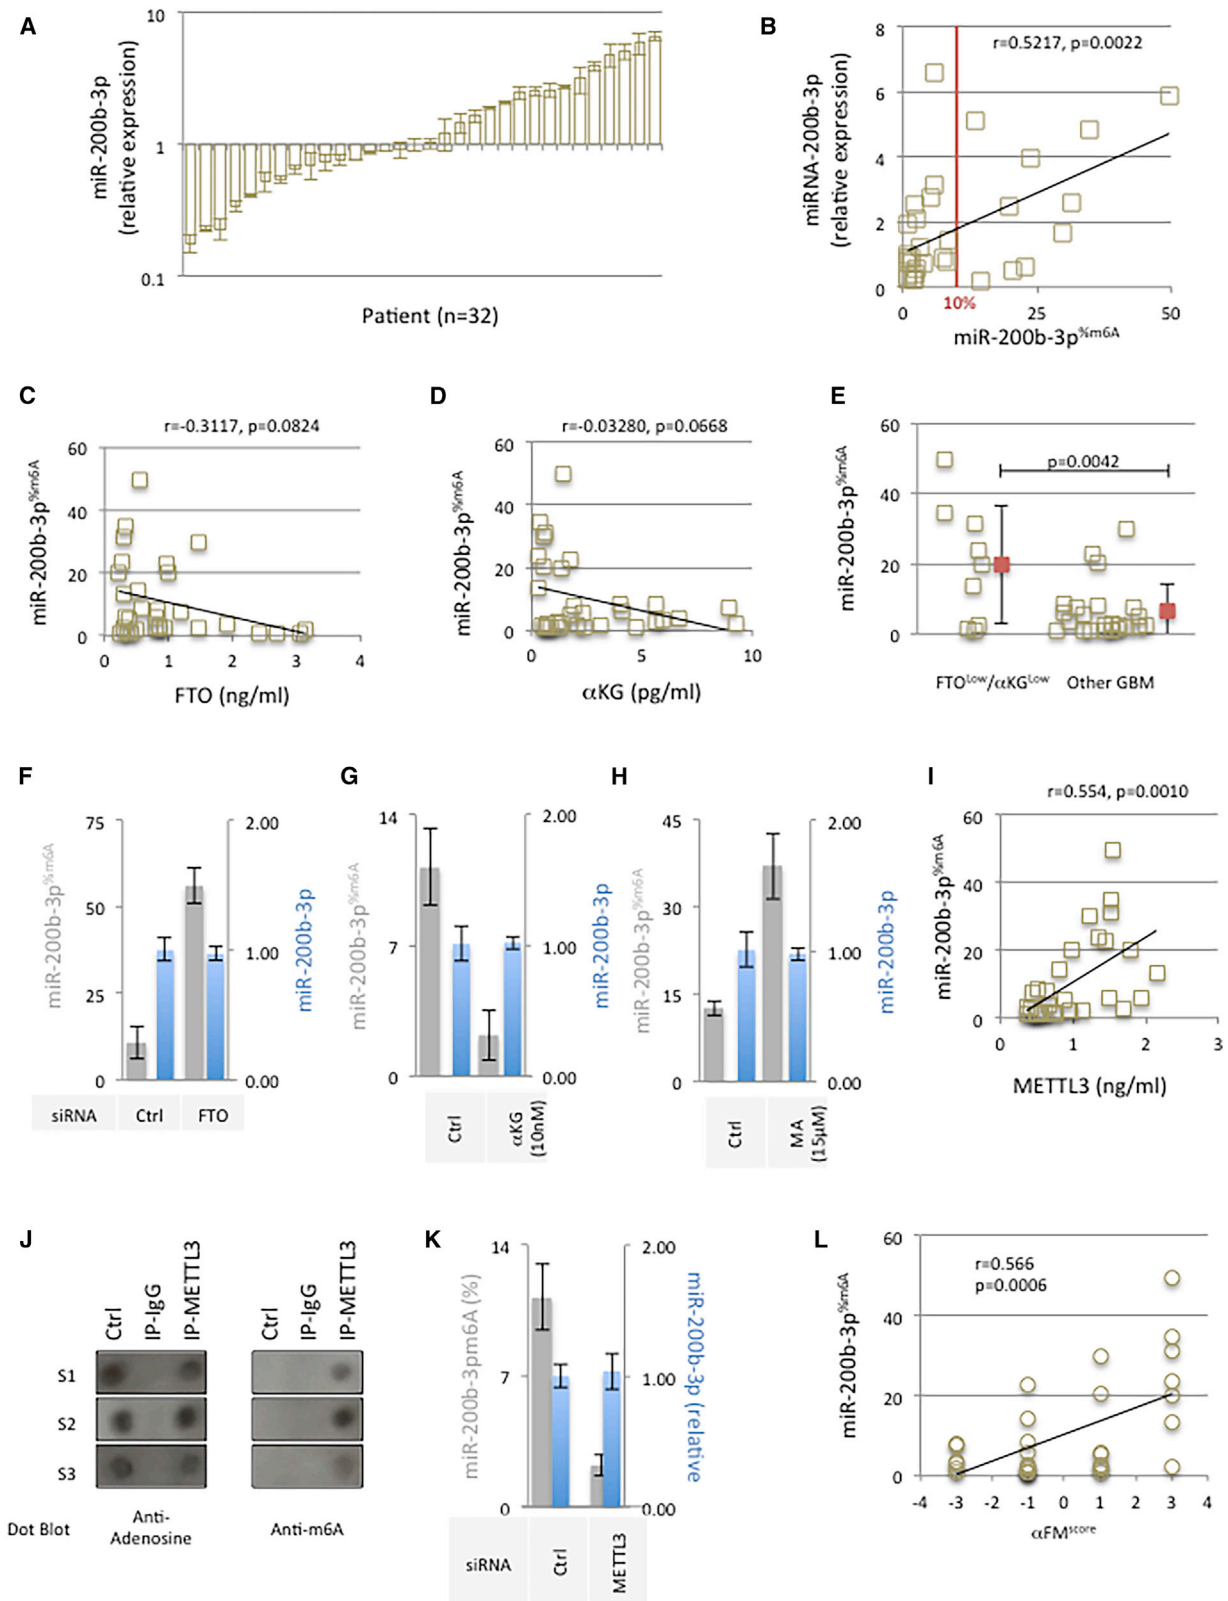 A
10
1
0.1
miR-200b-3p
(relative expression)
Patient (n=32)
B
r=0.5217, p=0.0022
8
6
4
2
0
miRNA-200b-3p
(relative expression)
10%
0 25 50
miR-200b-3p%m6A
C
r=-0.3117, p=0.0824
60
40
20
0
miR-200b-3p%m6A
0 1 2 3 4
FTO (ng/ml)
D
r=-0.03280, p=0.0668
60
40
20
0
miR-200b-3p%m6A
0 5 10
αKG (pg/ml)
E
60
40
20
0
miR-200b-3p%m6A
p=0.0042
FTOLow/αKGLow Other GBM
F
75
50
25
0
miR-200b-3p%m6A
2.00
1.00
0.00
miR-200b-3p
siRNA Ctrl FTO
G
14
7
0
miR-200b-3p%m6A
2.00
1.00
0.00
miR-200b-3p
Ctrl
αKG
(10nM)
H
45
30
15
0
miR-200b-3p%m6A
2.00
1.00
0.00
miR-200b-3p
Ctrl
MA
(15µM)
I
r=0.554, p=0.0010
60
40
20
0
miR-200b-3p%m6A
0 1 2 3
METTL3 (ng/ml)
J
Ctrl IP-IgG IP-METTL3
Ctrl IP-IgG IP-METTL3
S1
S2
S3
Dot Blot
Anti-
Adenosine
Anti-m6A
K
14
7
0
miR-200b-3pm6A (%)
2.00
1.00
0.00
miR-200b-3p (relative
siRNA Ctrl METTL3
L
r=0.566
p=0.0006
60
40
20
0
miR-200b-3p%m6A
-4 -3 -2 -1 0 1 2 3 4
αFMscore